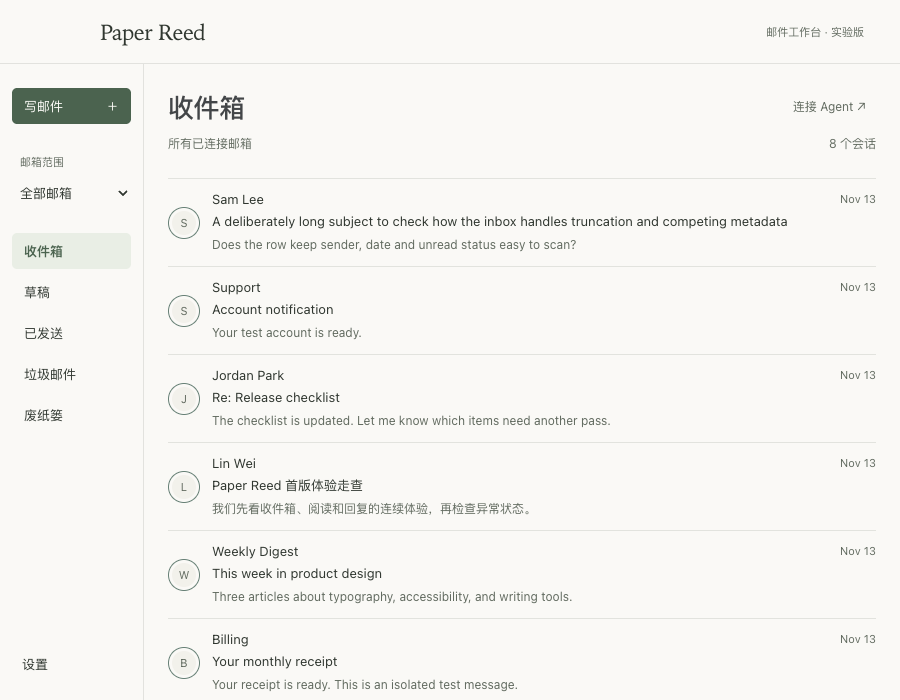 Paper Reed
邮件工作台 · 实验版
写邮件 +
邮箱范围
全部邮箱
收件箱
草稿
已发送
垃圾邮件
废纸篓
设置
收件箱
连接 Agent ↗
所有已连接邮箱
8 个会话
S
Sam Lee
Nov 13
A deliberately long subject to check how the inbox handles truncation and competing metadata
Does the row keep sender, date and unread status easy to scan?
S
Support
Nov 13
Account notification
Your test account is ready.
J
Jordan Park
Nov 13
Re: Release checklist
The checklist is updated. Let me know which items need another pass.
L
Lin Wei
Nov 13
Paper Reed 首版体验走查
我们先看收件箱、阅读和回复的连续体验，再检查异常状态。
W
Weekly Digest
Nov 13
This week in product design
Three articles about typography, accessibility, and writing tools.
B
Billing
Nov 13
Your monthly receipt
Your receipt is ready. This is an isolated test message.